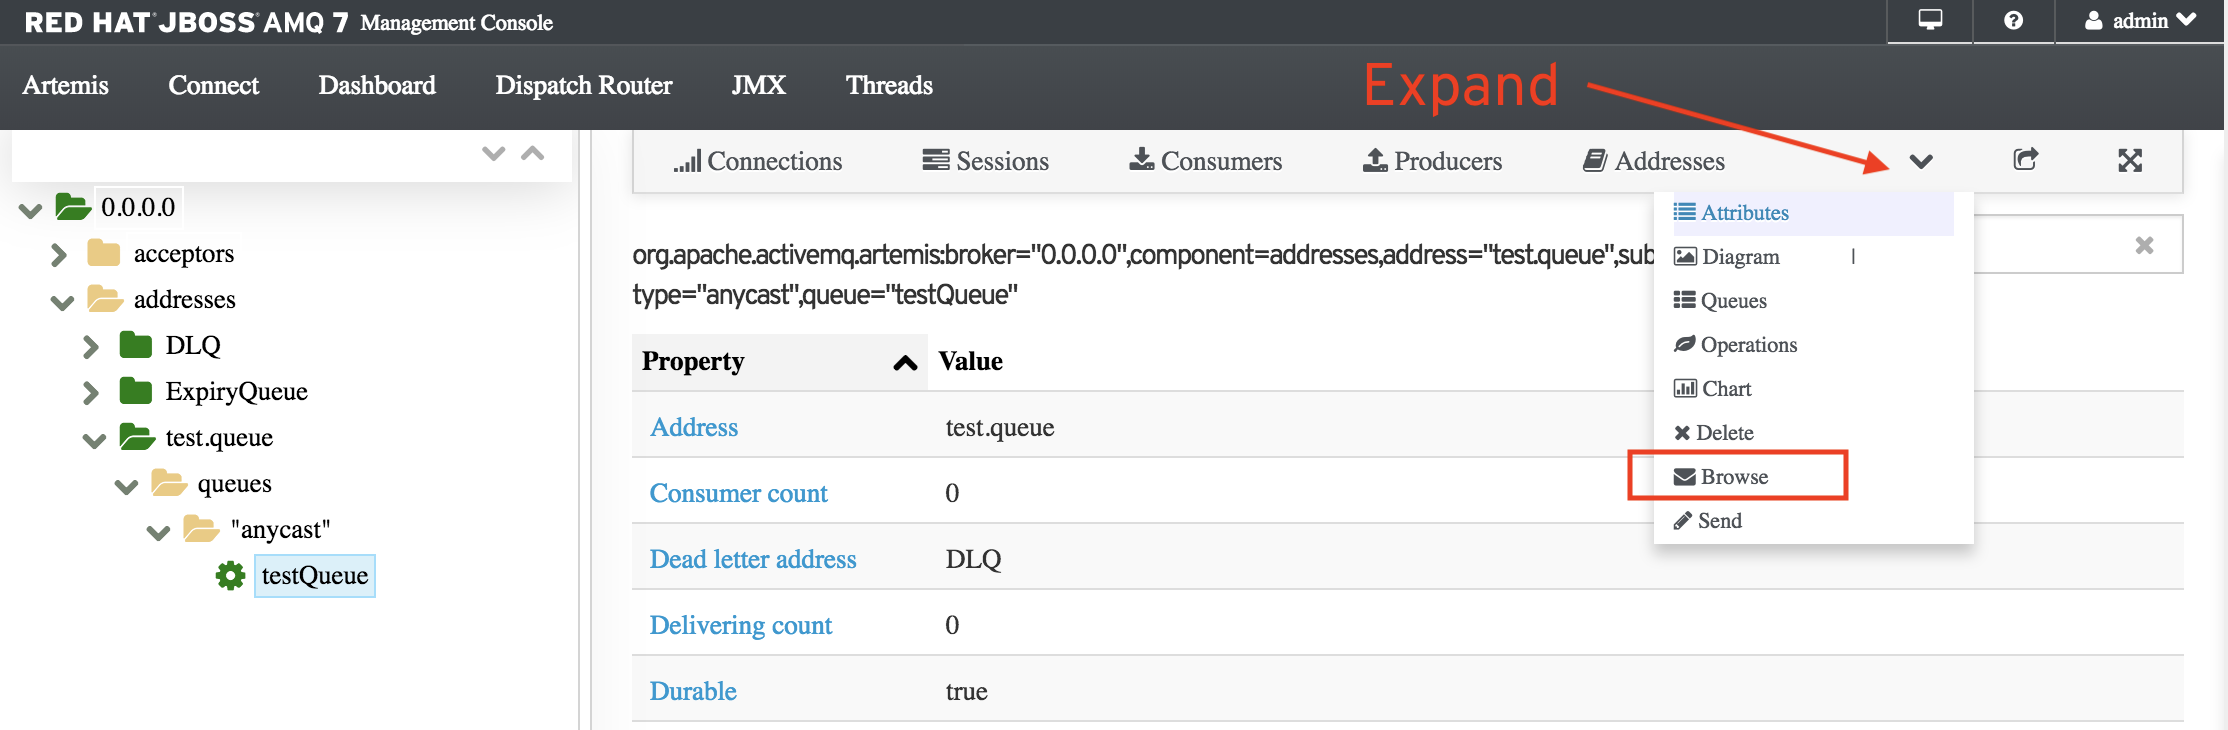 RED HAT JBOSS AMQ 7 Management Console
admin
Artemis Connect Dashboard Dispatch Router JMX Threads
Expand
Connections Sessions Consumers Producers Addresses
0.0.0.0
acceptors
addresses
DLQ
ExpiryQueue
test.queue
queues
"anycast"
testQueue
org.apache.activemq.artemis:broker="0.0.0.0",component=addresses,address="test.queue",sub
type="anycast",queue="testQueue"
Property Value
Address test.queue
Consumer count 0
Dead letter address DLQ
Delivering count 0
Durable true
Attributes
Diagram
Queues
Operations
Chart
Delete
Browse
Send